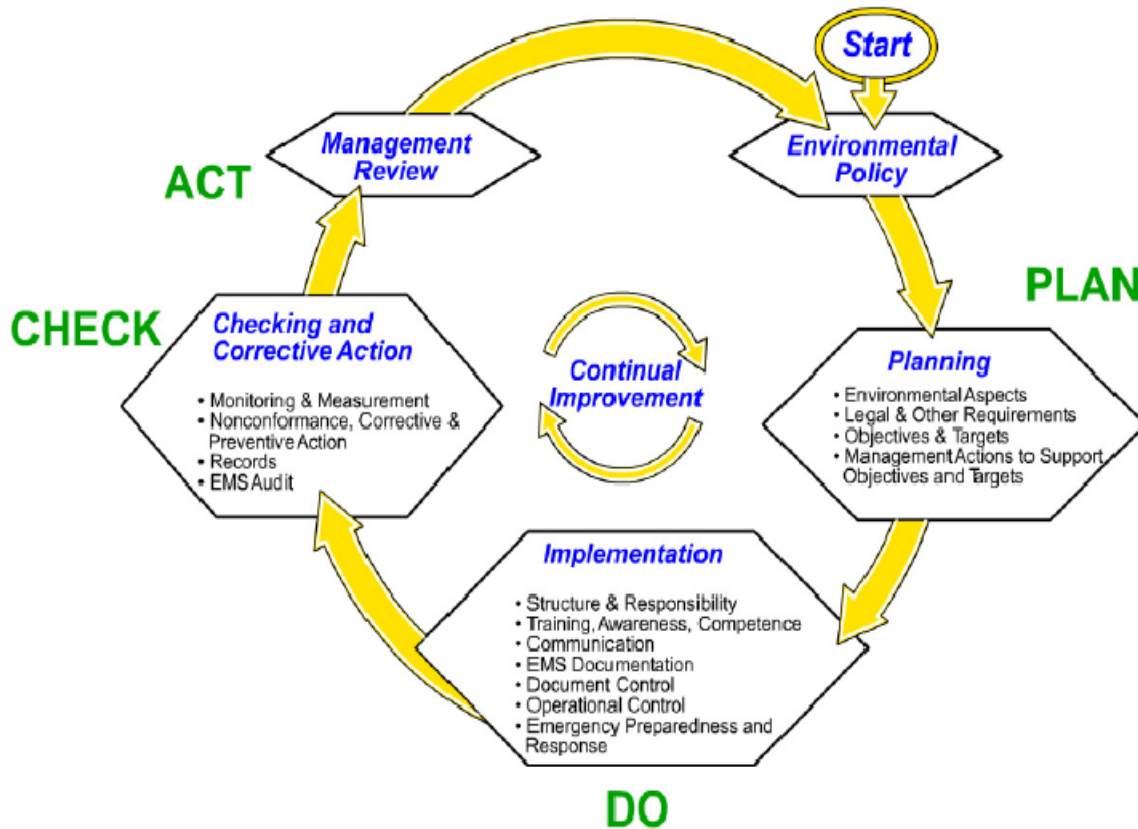 Start
Management
Review
Environmental
Policy
ACT
PLAN
CHECK
Checking and
Corrective Action
• Monitoring & Measurement
• Nonconformance, Corrective &
Preventive Action
• Records
• EMS Audit
Continual
Improvement
Planning
• Environmental Aspects
• Legal & Other Requirements
• Objectives & Targets
• Management Actions to Support
Objectives and Targets
Implementation
• Structure & Responsibility
• Training, Awareness, Competence
• Communication
• EMS Documentation
• Document Control
• Operational Control
• Emergency Preparedness and
Response
DO